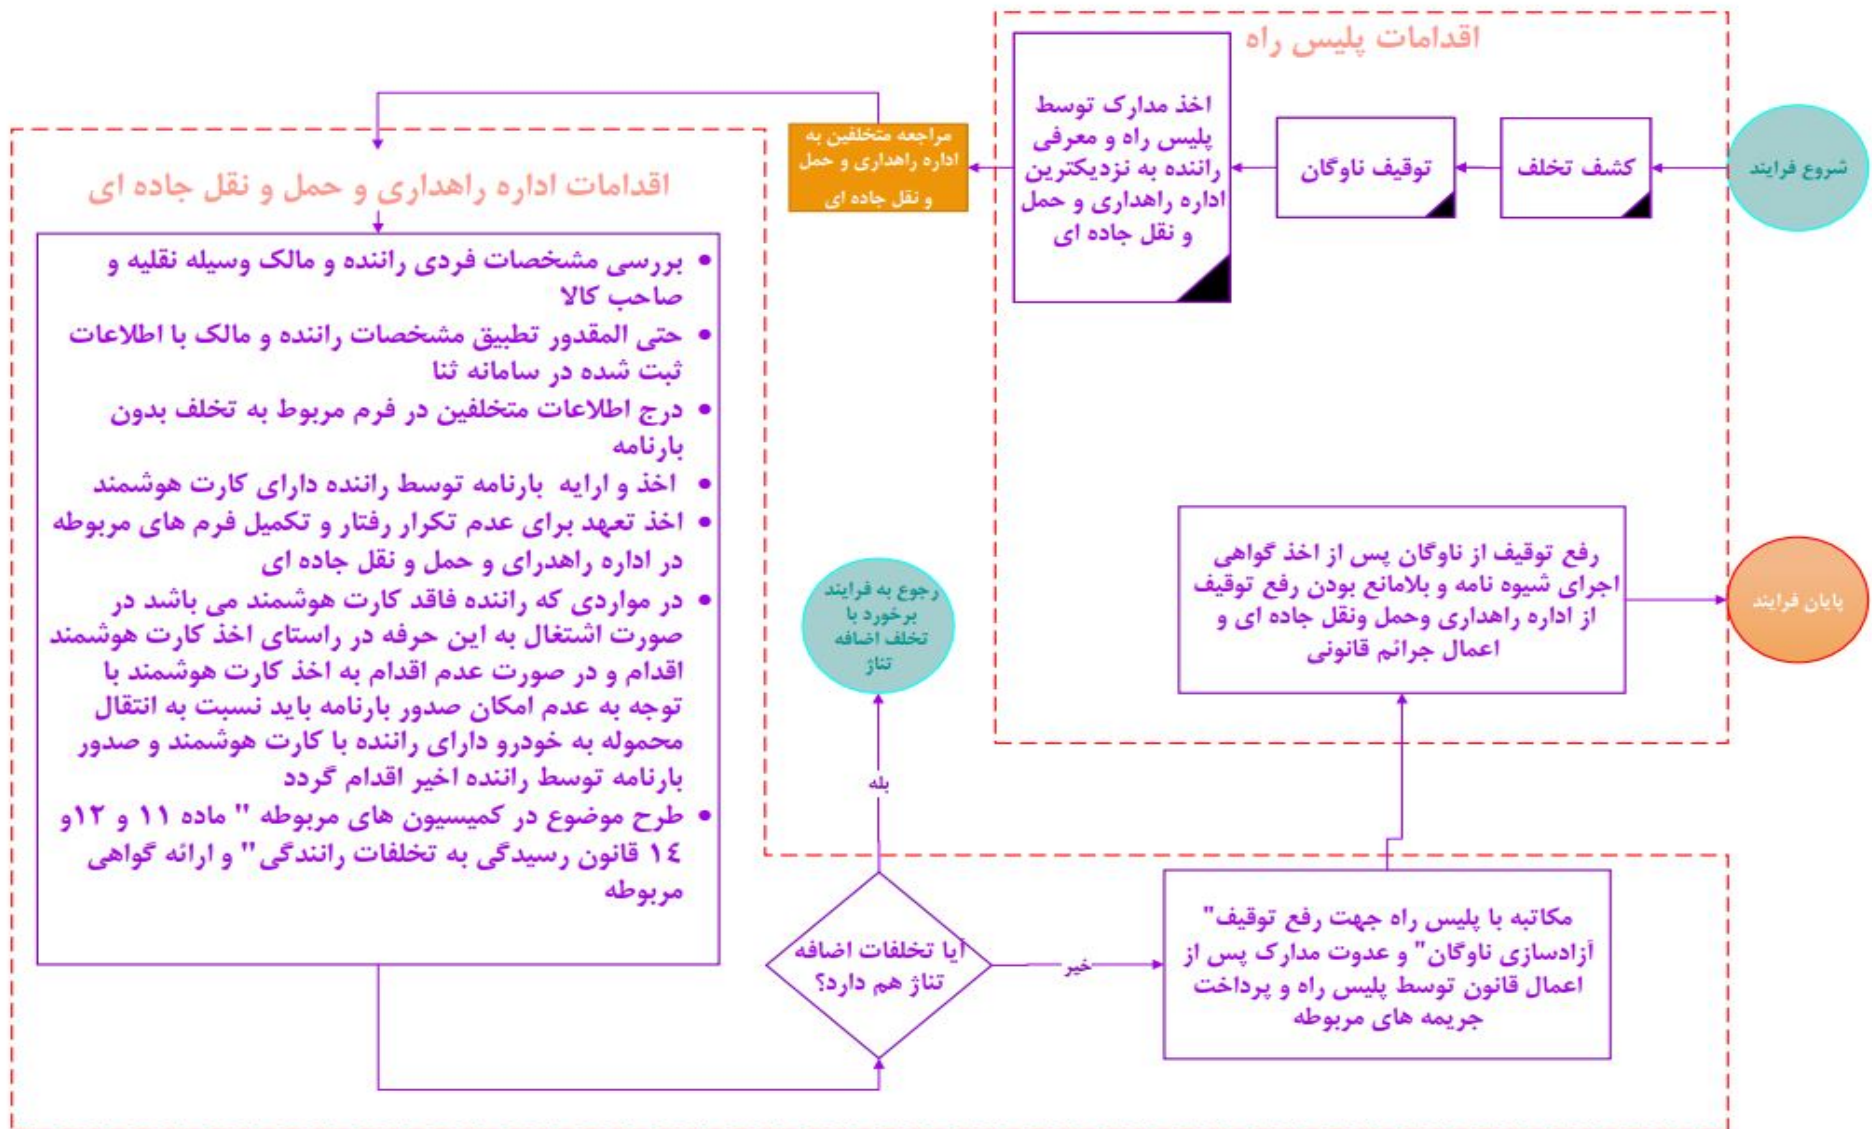 اقدامات پلیس راه
شروع فرایند
کشف تخلف
توقیف ناوگان
اخذ مدارک توسط
پلیس راه و معرفی
راننده به نزدیکترین
اداره راهداری و حمل
و نقل جاده ای
مراجعه متخلفین به
اداره راهداری و حمل
و نقل جاده ای
اقدامات اداره راهداری و حمل و نقل جاده ای
• بررسی مشخصات فردی راننده و مالک وسیله نقلیه و
صاحب کالا
• حتی المقدور تطبیق مشخصات راننده و مالک با اطلاعات
ثبت شده در سامانه ثنا
• درج اطلاعات متخلفین در فرم مربوط به تخلف بدون
بارنامه
• اخذ و ارایه بارنامه توسط راننده دارای کارت هوشمند
• اخذ تعهد برای عدم تکرار رفتار و تکمیل فرم های مربوطه
در اداره راهدرای و حمل و نقل جاده ای
• در مواردی که راننده فاقد کارت هوشمند می باشد در
صورت اشتغال به این حرفه در راستای اخذ کارت هوشمند
اقدام و در صورت عدم اقدام به اخذ کارت هوشمند با
توجه به عدم امکان صدور بارنامه باید نسبت به انتقال
محموله به خودرو دارای راننده با کارت هوشمند و صدور
بارنامه توسط راننده اخیر اقدام گردد
• طرح موضوع در کمیسیون های مربوطه " ماده ۱۱ و ۱۲و
۱٤ قانون رسیدگی به تخلفات رانندگی" و ارائه گواهی
مربوطه
آیا تخلفات اضافه
تناژ هم دارد؟
بله
رجوع به فرایند
برخورد با
تخلف اضافه
تناژ
خیر
مکاتبه با پلیس راه جهت رفع توقیف"
آزادسازی ناوگان" و عدوت مدارک پس از
اعمال قانون توسط پلیس راه و پرداخت
جریمه های مربوطه
رفع توقیف از ناوگان پس از اخذ گواهی
اجرای شیوه نامه و بلامانع بودن رفع توقیف
از اداره راهداری وحمل ونقل جاده ای و
اعمال جرائم قانونی
پایان فرایند